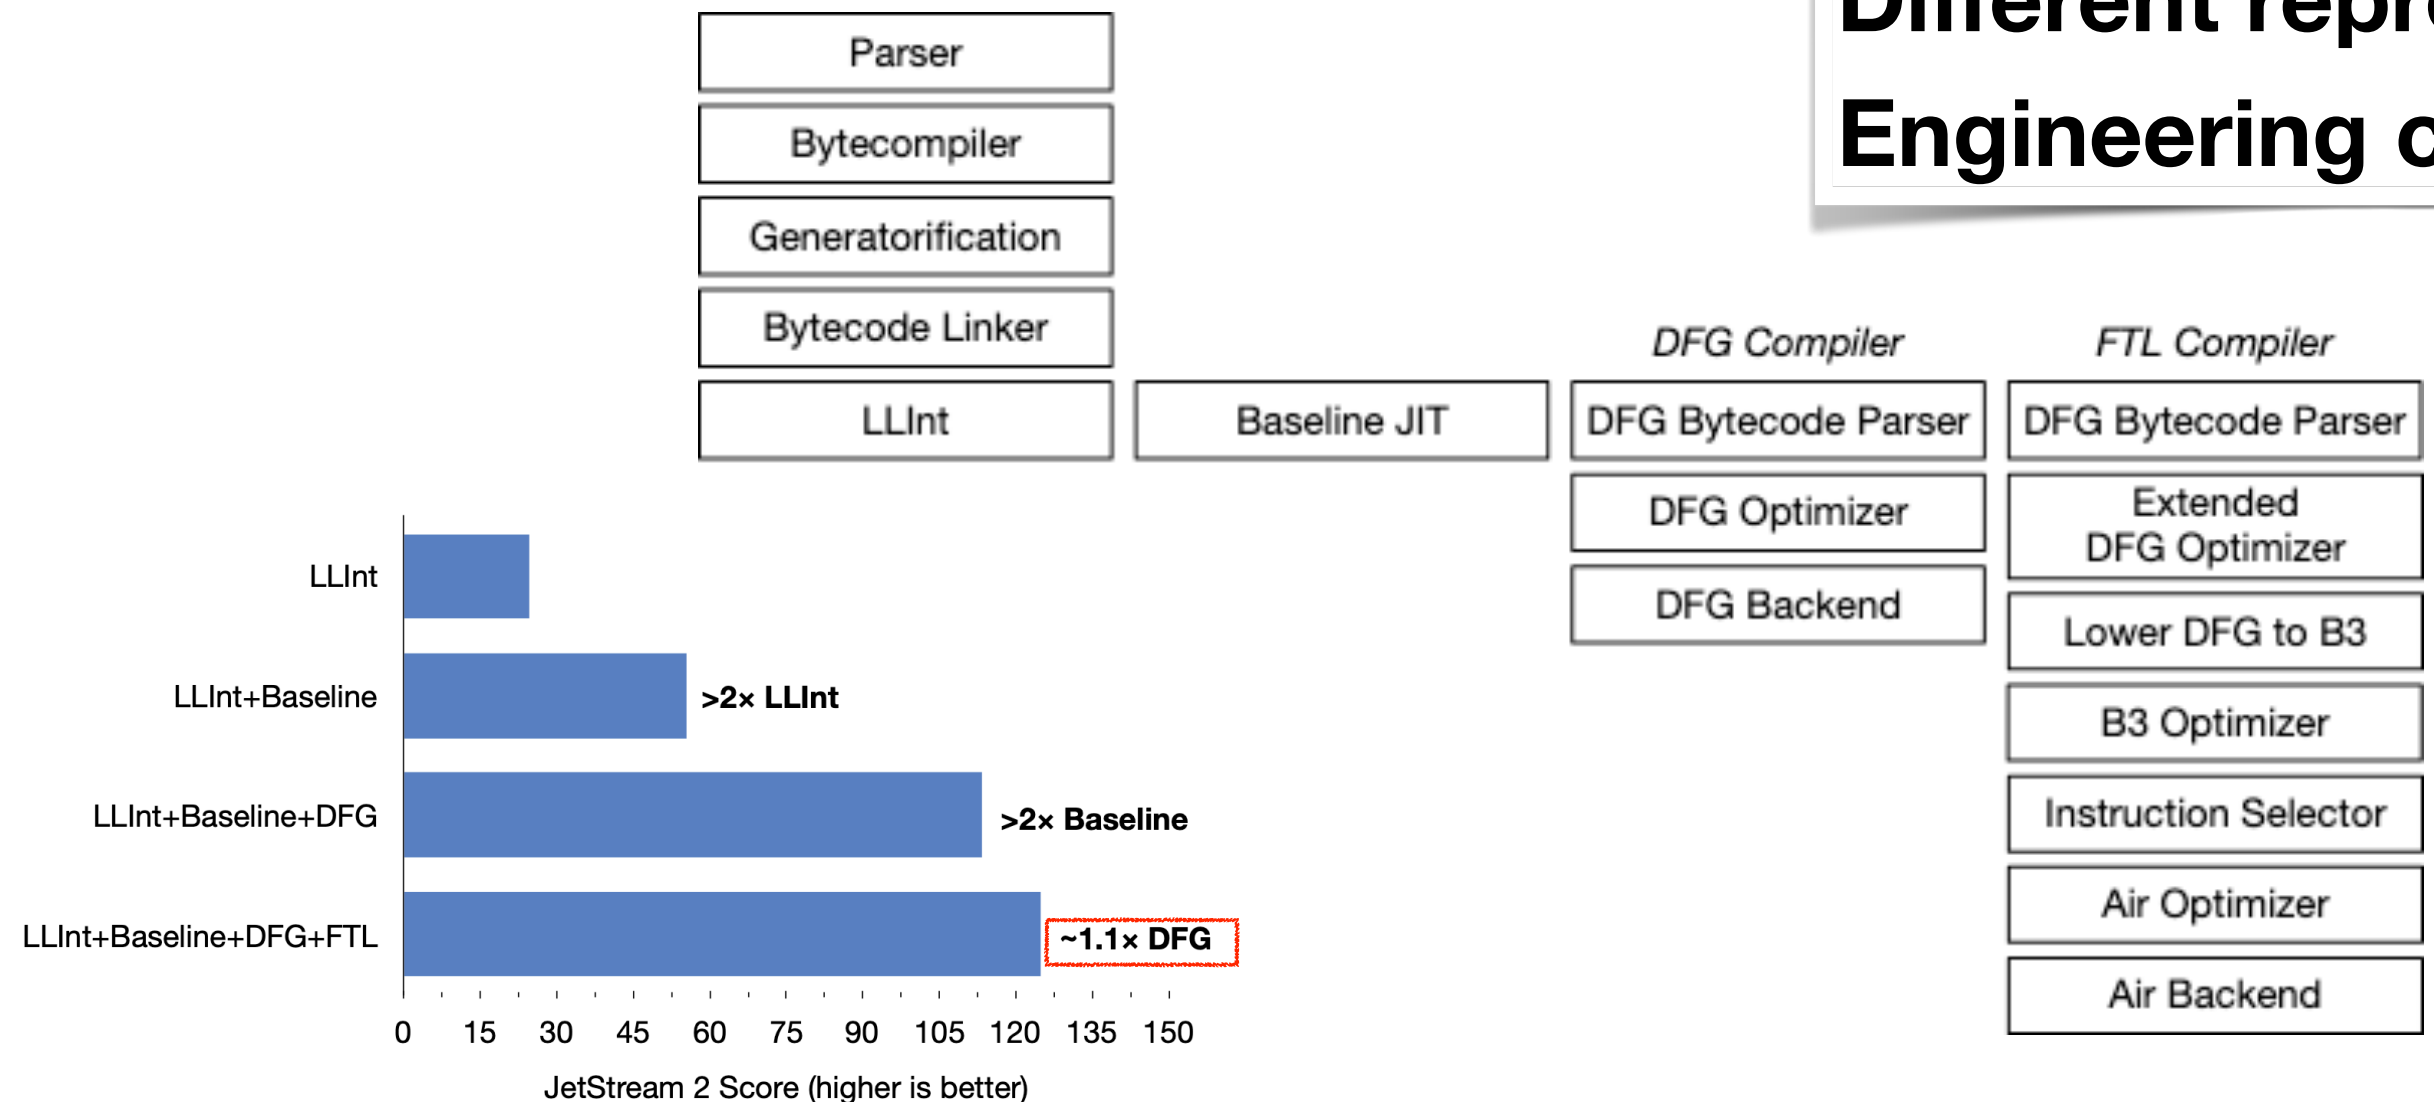 Different repr
Engineering c
Parser
Bytecompiler
Generatorification
Bytecode Linker
LLInt
Baseline JIT
DFG Compiler
DFG Bytecode Parser
DFG Optimizer
DFG Backend
FTL Compiler
DFG Bytecode Parser
Extended
DFG Optimizer
Lower DFG to B3
B3 Optimizer
Instruction Selector
Air Optimizer
Air Backend
LLInt
LLInt+Baseline
>2× LLInt
LLInt+Baseline+DFG
>2× Baseline
LLInt+Baseline+DFG+FTL
~1.1× DFG
0 15 30 45 60 75 90 105 120 135 150
JetStream 2 Score (higher is better)